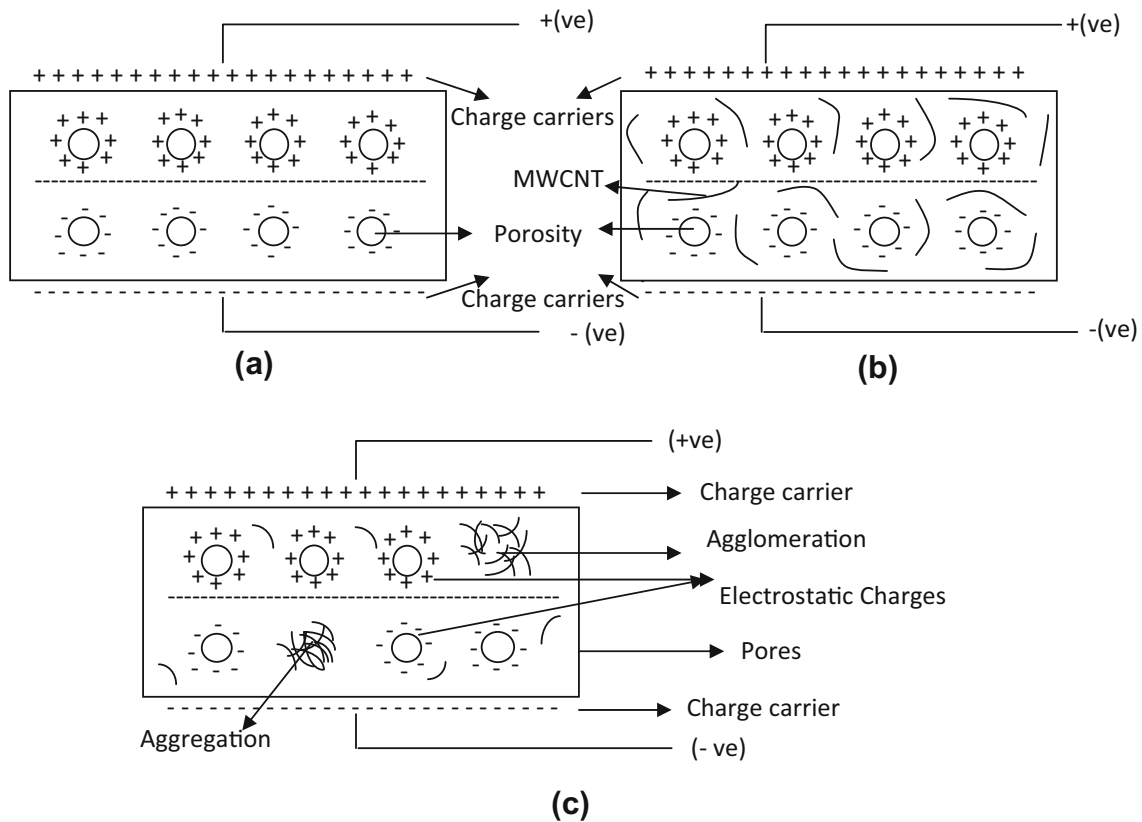 +(ve)
+(ve)
+ + + + + + + + + + + + + + + + + + + +
+ + + + + + + + + + + + + + + + + + + +
Charge carriers
MWCNT
Porosity
Charge carriers
- (ve)
-(ve)
(a)
(b)
(+ve)
+ + + + + + + + + + + + + + + + + + + +
Charge carrier
Agglomeration
Electrostatic Charges
Pores
Charge carrier
Aggregation
(- ve)
(c)